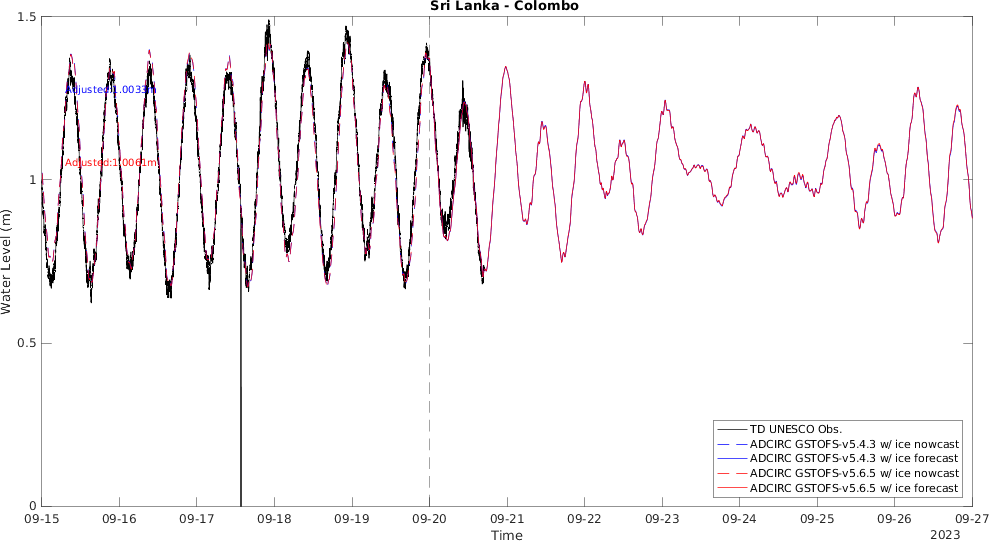 Sri Lanka - Colombo
1.5
1
0.5
0
Water Level (m)
Adjusted:1.0033m
Adjusted:1.0061m
TD UNESCO Obs.
ADCIRC GSTOFS-v5.4.3 w/ ice nowcast
ADCIRC GSTOFS-v5.4.3 w/ ice forecast
ADCIRC GSTOFS-v5.6.5 w/ ice nowcast
ADCIRC GSTOFS-v5.6.5 w/ ice forecast
09-15 09-16 09-17 09-18 09-19 09-20 09-21 09-22 09-23 09-24 09-25 09-26 09-27
Time
2023